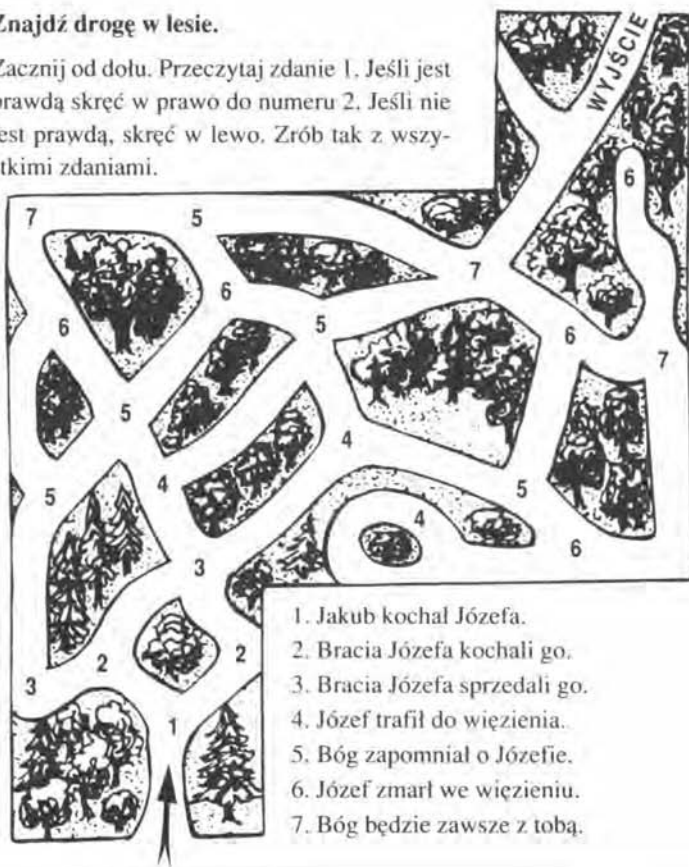 Znajdź drogę w lesie.
Zacznij od dołu. Przeczytaj zdanie 1. Jeśli jest
prawdą skręć w prawo do numeru 2. Jeśli nie
est prawdą, skręć w lewo. Zrób tak z wszy-
tkimi zdaniami.
WYJŚCIE
6
7
5
7
6
6
5
6
7
5
4
4
5
5
4
6
3
2
2
3
1
1. Jakub kochał Józefa.
2. Bracia Józefa kochali go.
3. Bracia Józefa sprzedali go.
4. Józef trafił do więzienia.
5. Bóg zapomniał o Józefie.
6. Józef zmarł we więzieniu.
7. Bóg będzie zawsze z tobą.